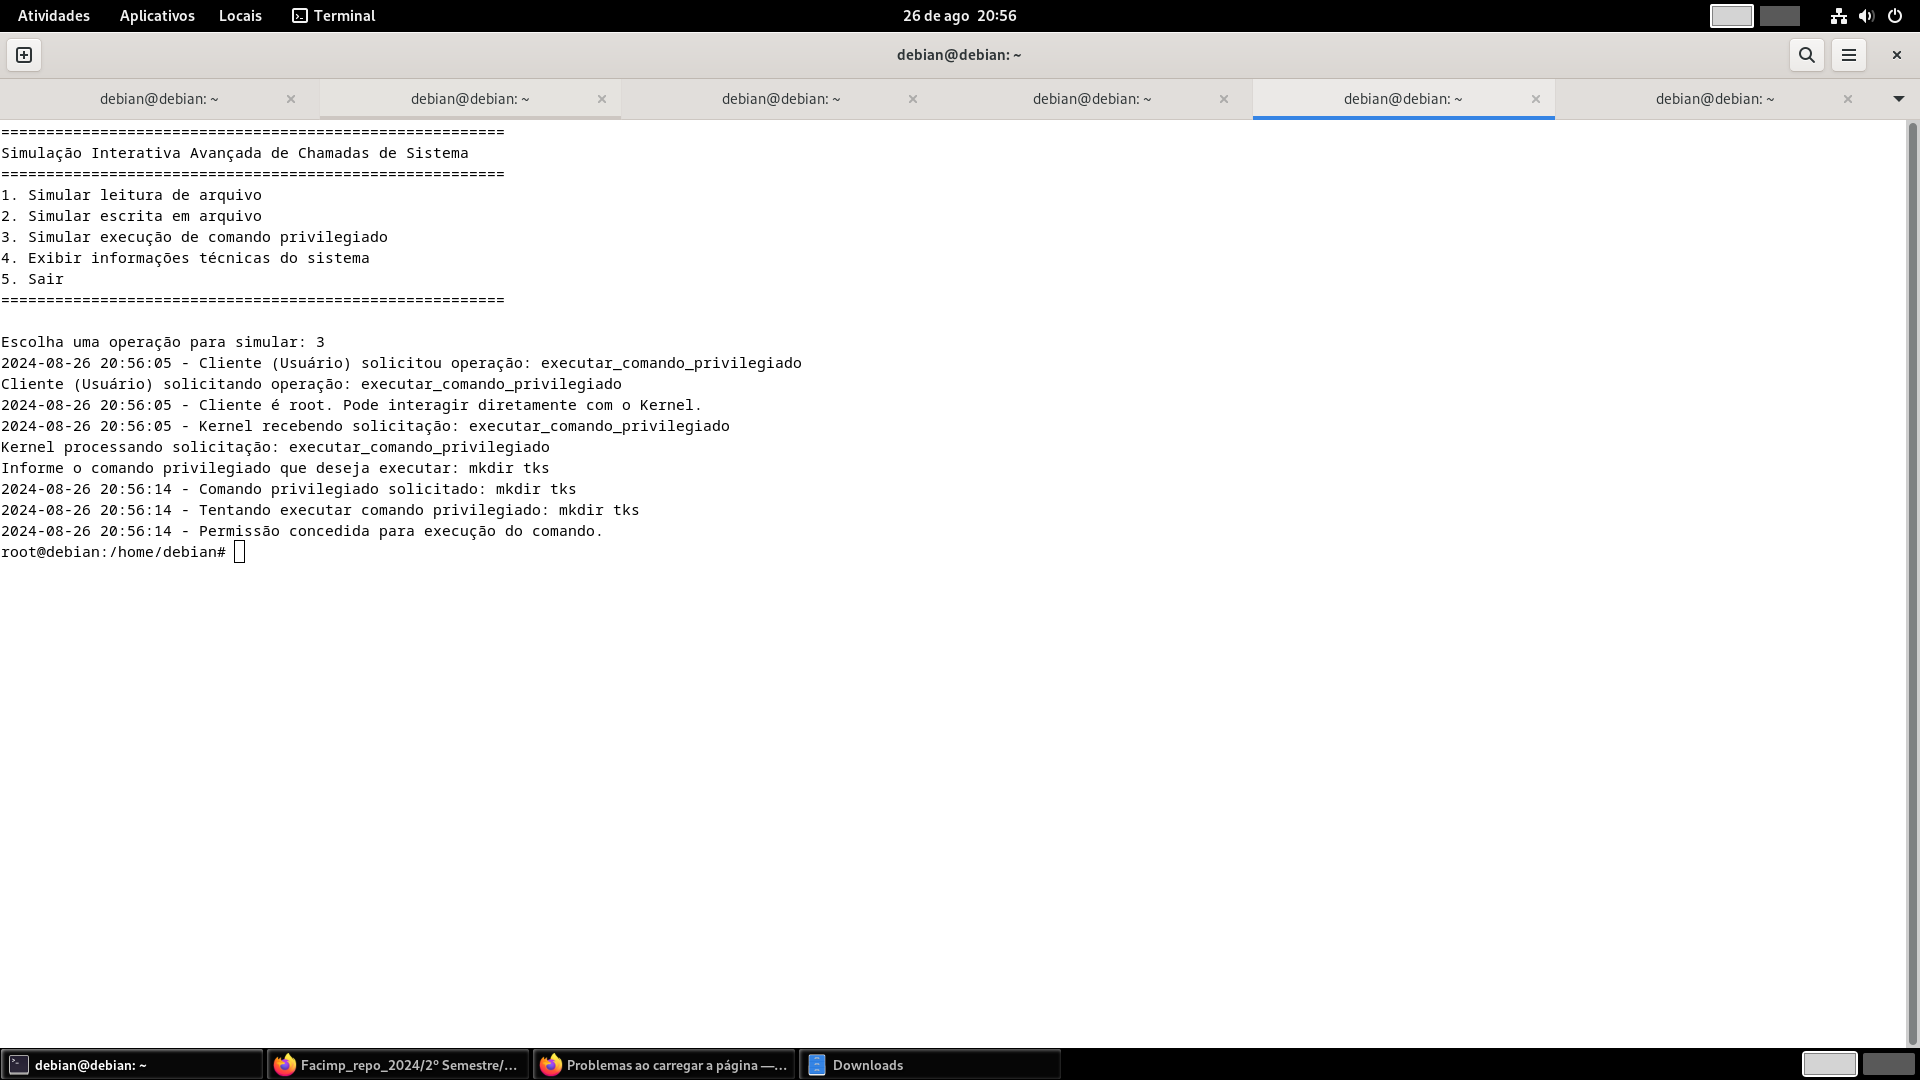 Atividades Aplicativos Locais Terminal 26 de ago 20:56
debian@debian: ~
debian@debian: ~ debian@debian: ~ debian@debian: ~ debian@debian: ~ debian@debian: ~ debian@debian: ~
========================================================
Simulação Interativa Avançada de Chamadas de Sistema
========================================================
1. Simular leitura de arquivo
2. Simular escrita em arquivo
3. Simular execução de comando privilegiado
4. Exibir informações técnicas do sistema
5. Sair
========================================================
Escolha uma operação para simular: 3
2024-08-26 20:56:05 - Cliente (Usuário) solicitou operação: executar_comando_privilegiado
Cliente (Usuário) solicitando operação: executar_comando_privilegiado
2024-08-26 20:56:05 - Cliente é root. Pode interagir diretamente com o Kernel.
2024-08-26 20:56:05 - Kernel recebendo solicitação: executar_comando_privilegiado
Kernel processando solicitação: executar_comando_privilegiado
Informe o comando privilegiado que deseja executar: mkdir tks
2024-08-26 20:56:14 - Comando privilegiado solicitado: mkdir tks
2024-08-26 20:56:14 - Tentando executar comando privilegiado: mkdir tks
2024-08-26 20:56:14 - Permissão concedida para execução do comando.
root@debian:/home/debian#
debian@debian: ~ Facimp_repo_2024/2º Semestre/... Problemas ao carregar a página —... Downloads